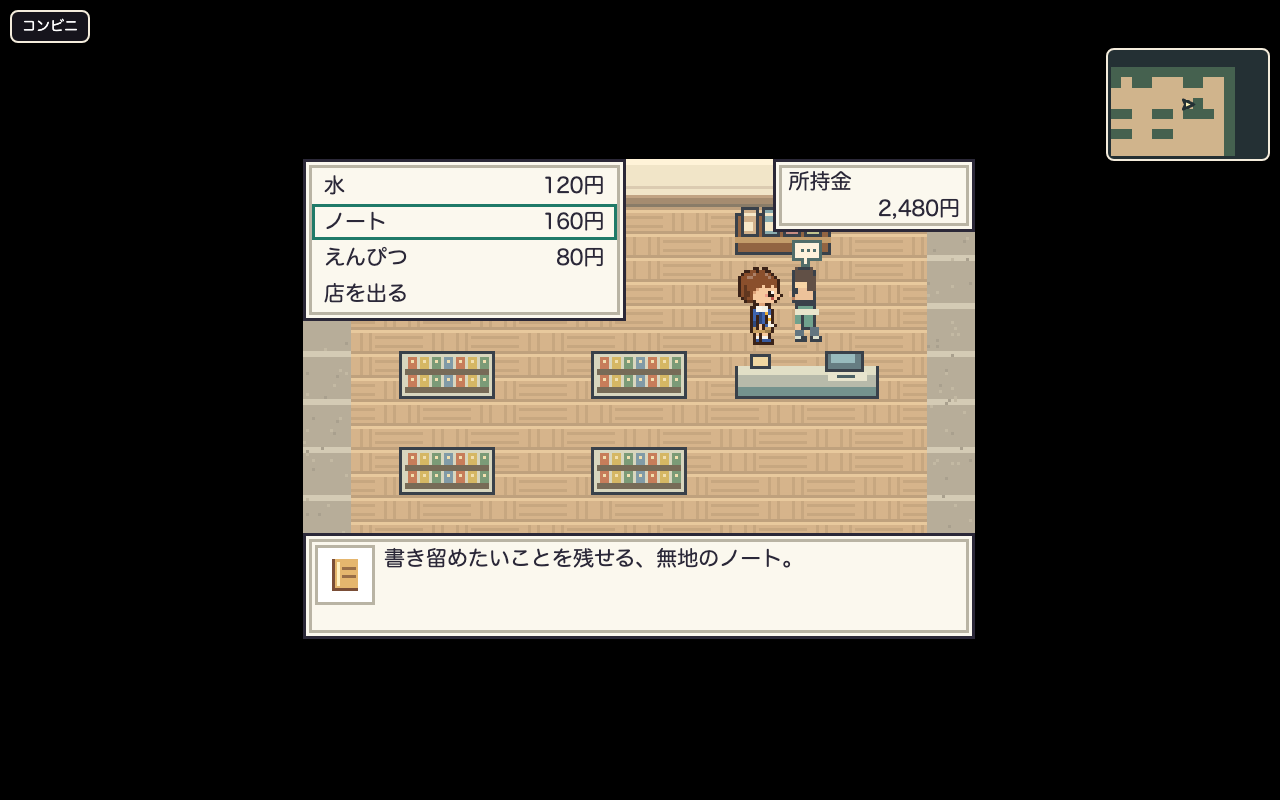 コンビニ
水 120円
ノート 160円
えんぴつ 80円
店を出る
所持金
2,480円
書き留めたいことを残せる、無地のノート。